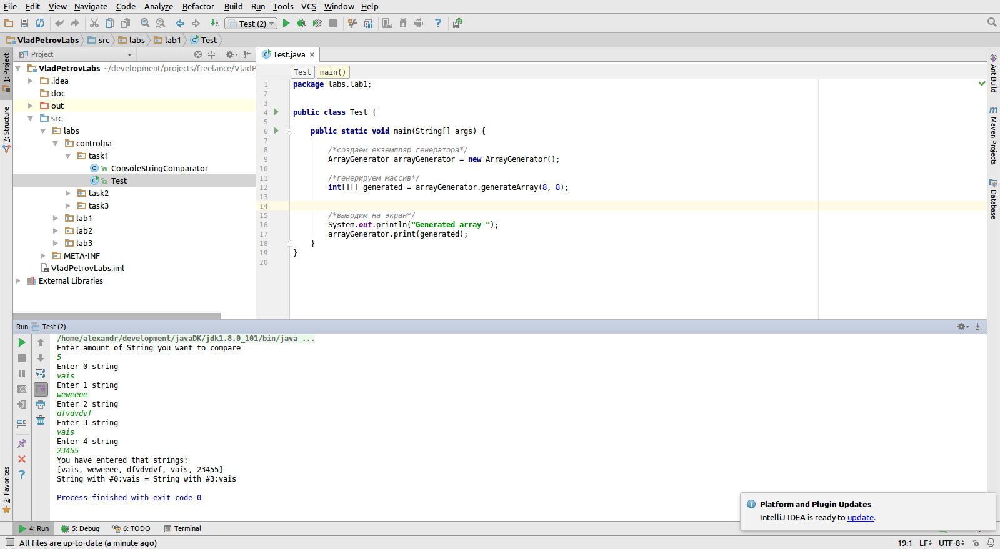 File Edit View Navigate Code Analyze Refactor Build Run Tools VCS Window Help
Test (2)
VladPetrovLabs src labs lab1 Test
1: Project
7: Structure
2: Favorites
Project
VladPetrovLabs ~/development/projects/freelance/VladP
.idea
doc
out
src
labs
controlna
task1
ConsoleStringComparator
Test
task2
task3
lab1
lab2
lab3
META-INF
VladPetrovLabs.iml
External Libraries
Test.java
Test main()
1 package labs.lab1;
2
3
4 public class Test {
5
6 public static void main(String[] args) {
7
8 /*создаем екземпляр генератора*/
9 ArrayGenerator arrayGenerator = new ArrayGenerator();
10
11 /*генерируем массив*/
12 int[][] generated = arrayGenerator.generateArray(8, 8);
13
14
15 /*выводим на экран*/
16 System.out.println("Generated array ");
17 arrayGenerator.print(generated);
18 }
19 }
20
Ant Build
Maven Projects
Database
Run Test (2)
/home/alexandr/development/javaDK/jdk1.8.0_101/bin/java ...
Enter amount of String you want to compare
5
Enter 0 string
vais
Enter 1 string
weweeee
Enter 2 string
dfvdvdvf
Enter 3 string
vais
Enter 4 string
23455
You have entered that strings:
[vais, weweeee, dfvdvdvf, vais, 23455]
String with #0:vais = String with #3:vais
Process finished with exit code 0
Platform and Plugin Updates
IntelliJ IDEA is ready to update.
4: Run 5: Debug 6: TODO Terminal
All files are up-to-date (a minute ago)
19:1 LF UTF-8